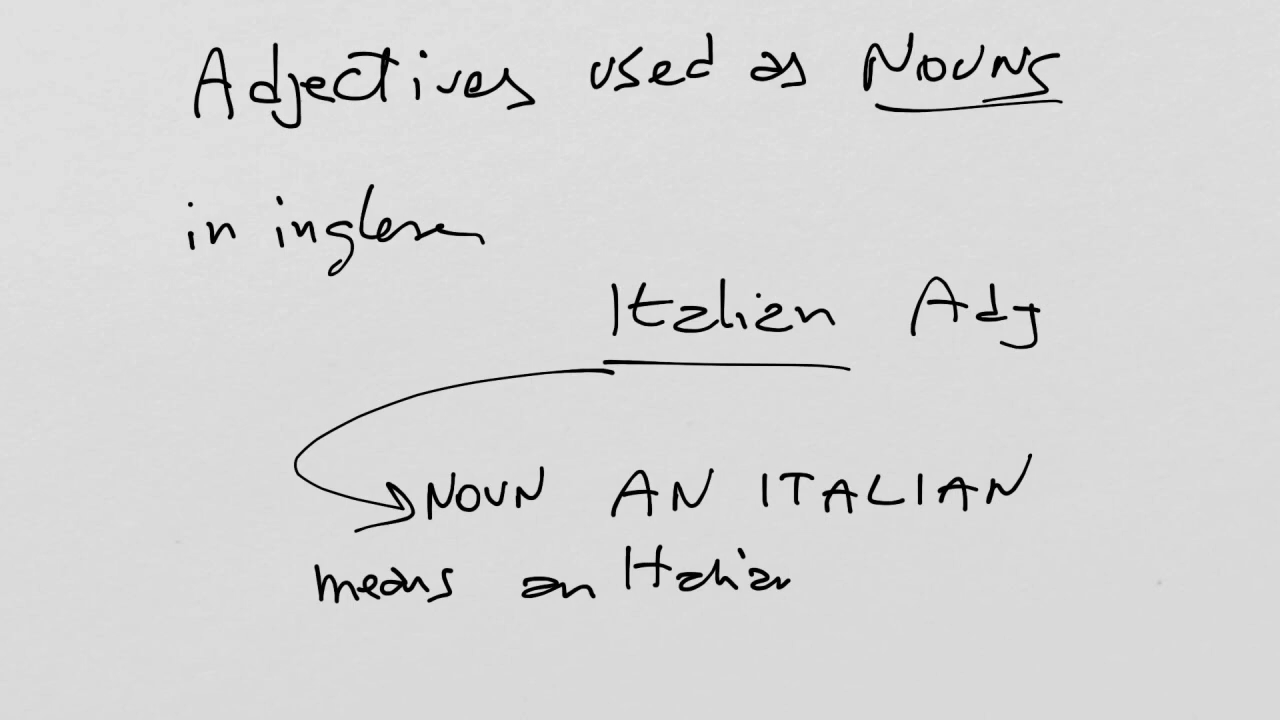 Adjectives used as NOUNS
in inglese
Italian Adj
NOUN AN ITALIAN
means an Italian